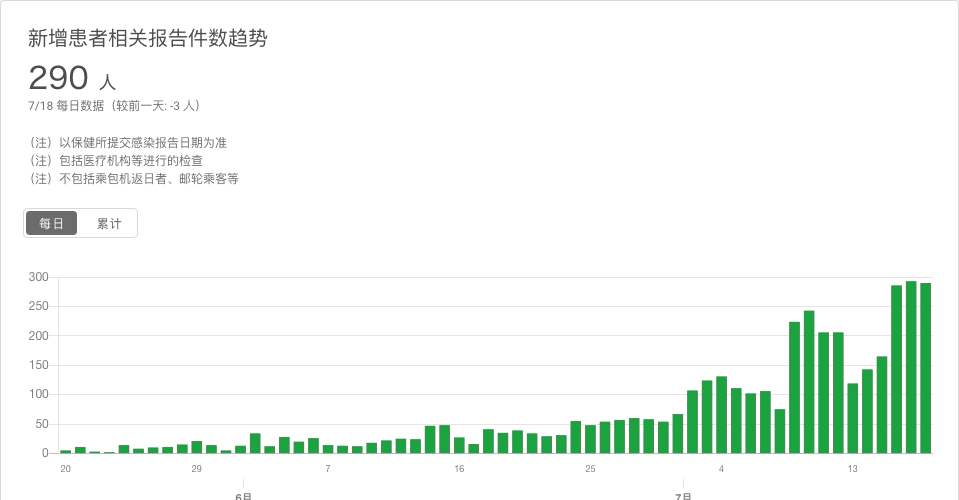 新增患者相关报告件数趋势
290 人
7/18 每日数据（较前一天: -3 人）
（注）以保健所提交感染报告日期为准
（注）包括医疗机构等进行的检查
（注）不包括乘包机返日者、邮轮乘客等
每日 累计
300
250
200
150
100
50
0
20 29 7 16 25 4 13
6月 7月